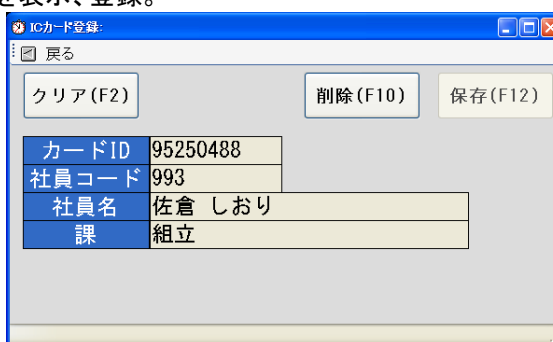 を表示、登録。
ICカード登録:
戻る
クリア(F2) 削除(F10) 保存(F12)
カードID 95250488
社員コード 993
社員名 佐倉 しおり
課 組立